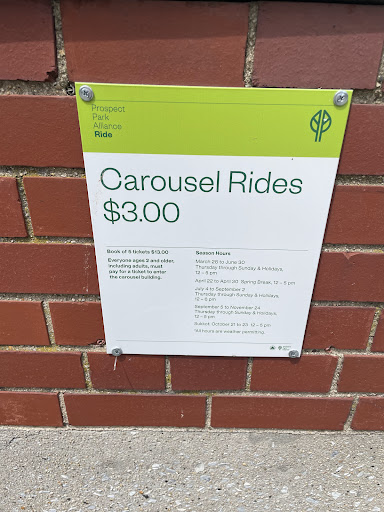 Prospect
Park
Alliance
Ride
Carousel Rides
$3.00
Book of 5 tickets $13.00
Everyone ages 2 and older,
including adults, must
pay for a ticket to enter
the carousel building.
Season Hours
to June 30
Thursday through Sunday & Holidays,
12 – 5 pm
April 22 to April 30 Spring Break, 12 – 5 pm
July 4 to September 2
Thursday through Sunday & Holidays,
12 – 6 pm
September 5 to November 24
Thursday through Sunday & Holidays,
12 – 5 pm
October 21 to 23 12 – 5 pm
hours are weather permitting.